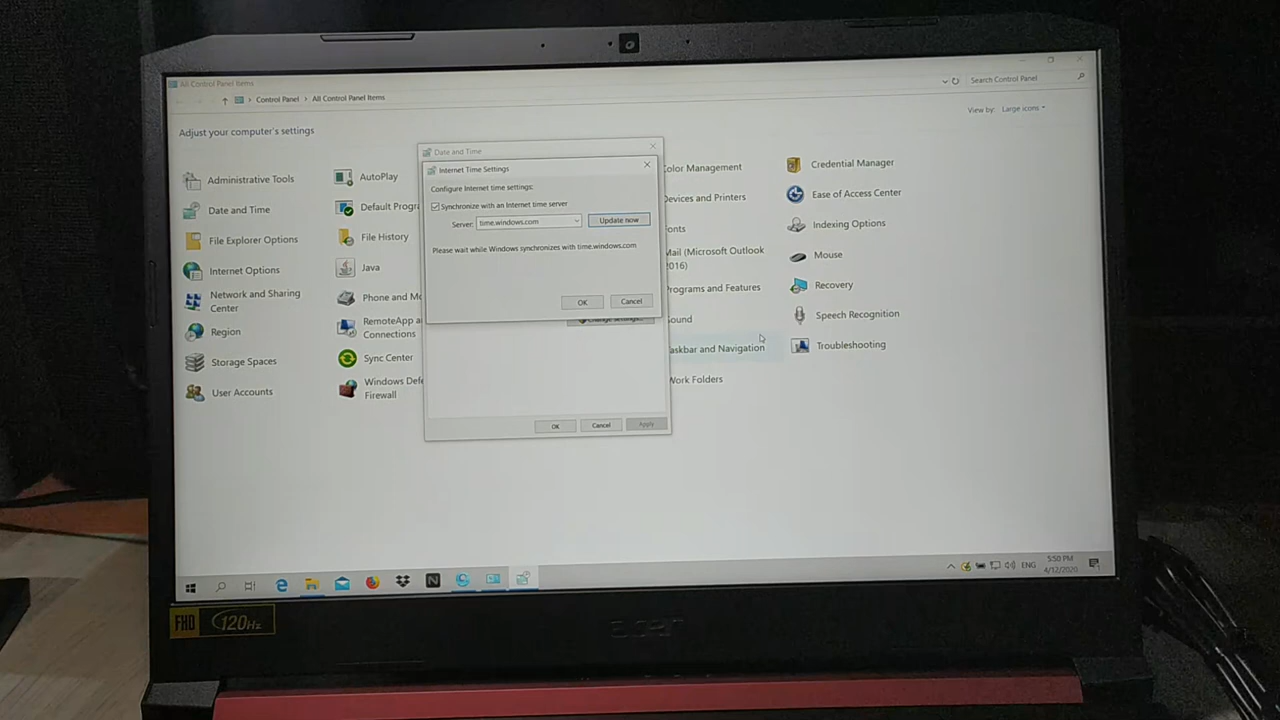 All Control Panel Items
Control Panel > All Control Panel Items
Search Control Panel
View by: Large icons
Adjust your computer's settings
Administrative Tools
Date and Time
File Explorer Options
Internet Options
Network and Sharing
Center
Region
Storage Spaces
User Accounts
AutoPlay
Default Progr
File History
Java
Phone and Mo
RemoteApp a
Connections
Sync Center
Windows Defe
Firewall
Date and Time
Internet Time Settings
Configure Internet time settings:
Synchronize with an Internet time server
Server: time.windows.com
Update now
Please wait while Windows synchronizes with time.windows.com
OK Cancel
Change settings...
OK Cancel Apply
Color Management
Devices and Printers
onts
Mail (Microsoft Outlook
2016)
Programs and Features
Sound
Taskbar and Navigation
Work Folders
Credential Manager
Ease of Access Center
Indexing Options
Mouse
Recovery
Speech Recognition
Troubleshooting
ENG
5:50 PM
4/12/2020
FHD 120Hz
acer